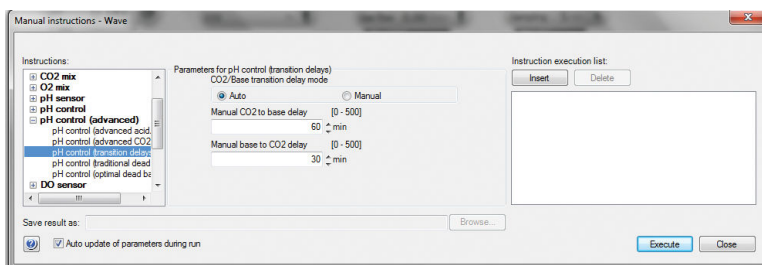 Manual instructions - Wave
Instructions:
CO2 mix
O2 mix
pH sensor
pH control
pH control (advanced)
pH control (advanced acid.
pH control (advanced CO2
pH control (transition delays
pH control (traditional dead
pH control (optimal dead ba
DO sensor
Parameters for pH control (transition delays)
CO2/Base transition delay mode
Auto Manual
Manual CO2 to base delay [0 - 500]
60 min
Manual base to CO2 delay [0 - 500]
30 min
Instruction execution list:
Insert Delete
Save result as: Browse...
Auto update of parameters during run
Execute Close